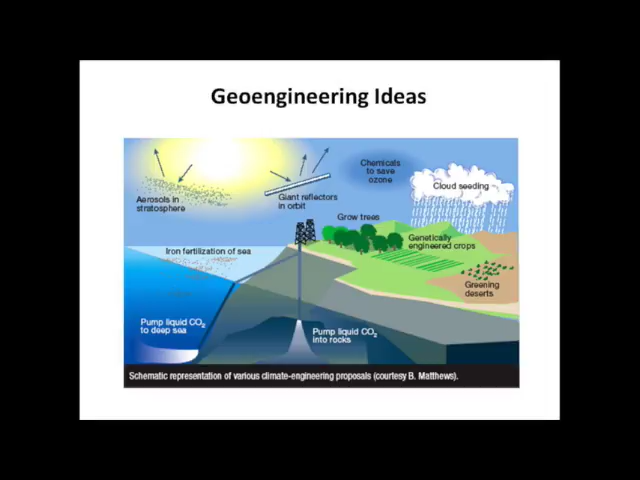 Geoengineering Ideas
Chemicals
to save
ozone
Cloud seeding
Aerosols in
stratosphere
Giant reflectors
in orbit
Grow trees
Iron fertilization of sea
Genetically
engineered crops
Greening
deserts
Pump liquid CO₂
to deep sea
Pump liquid CO₂
into rocks
Schematic representation of various climate-engineering proposals (courtesy B. Matthews).